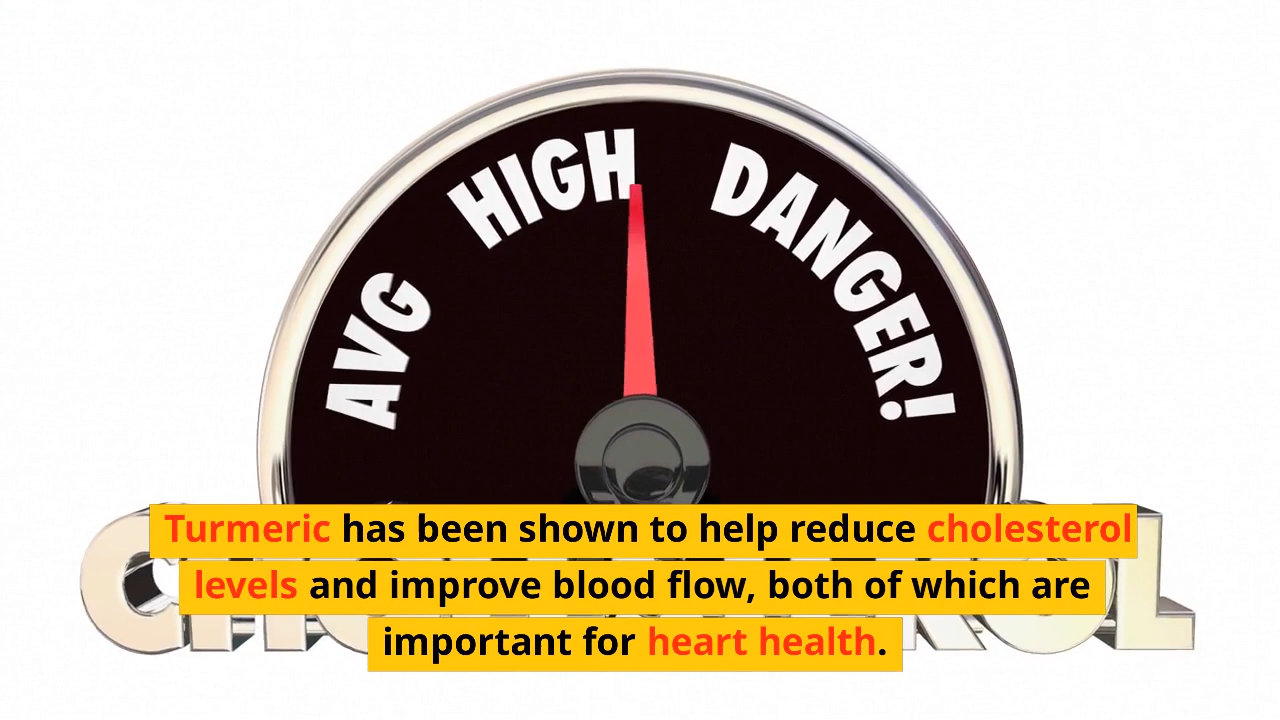 AVG
HIGH
DANGER!
Turmeric has been shown to help reduce cholesterol
levels and improve blood flow, both of which are
important for heart health.